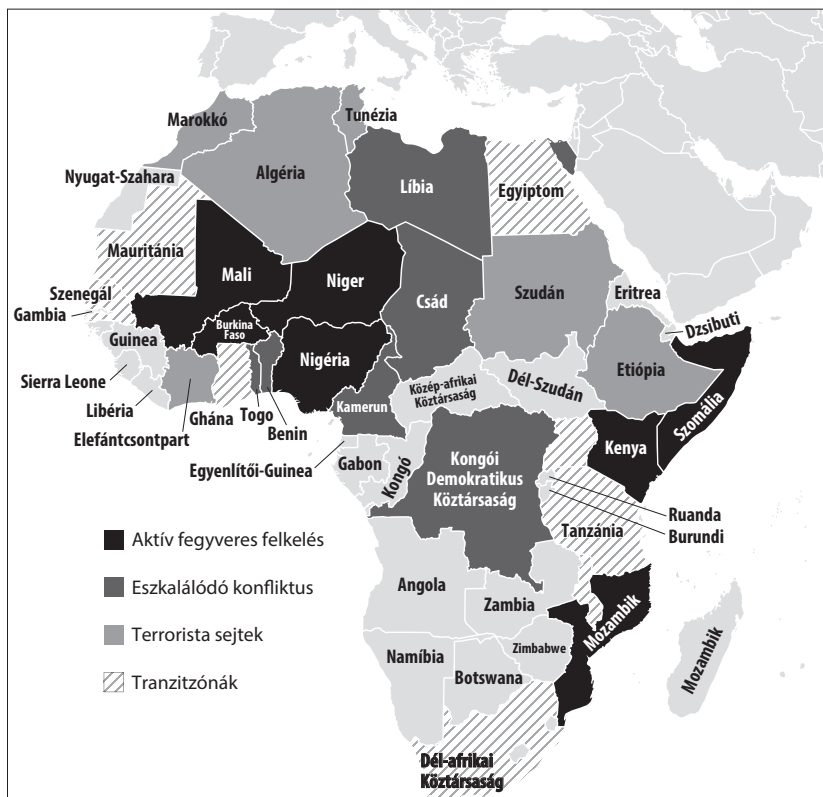 Marokkó
Tunézia
Algéria
Líbia
Egyiptom
Nyugat-Szahara
Mauritánia
Mali
Niger
Csád
Szudán
Eritrea
Szenegál
Gambia
Dzsibuti
Burkina
Faso
Guinea
Nigéria
Etiópia
Közép-afrikai
Köztársaság
Dél-Szudán
Sierra Leone
Libéria
Ghána
Togo
Kamerun
Szomália
Elefántcsontpart
Benin
Kenya
Egyenlítői-Guinea
Gabon
Kongó
Kongói
Demokratikus
Köztársaság
Ruanda
Burundi
Tanzánia
Aktív fegyveres felkelés
Eszkalálódó konfliktus
Terrorista sejtek
Tranzitzónák
Angola
Zambia
Mozambik
Zimbabwe
Namíbia
Botswana
Mozambik
Dél-afrikai
Köztársaság